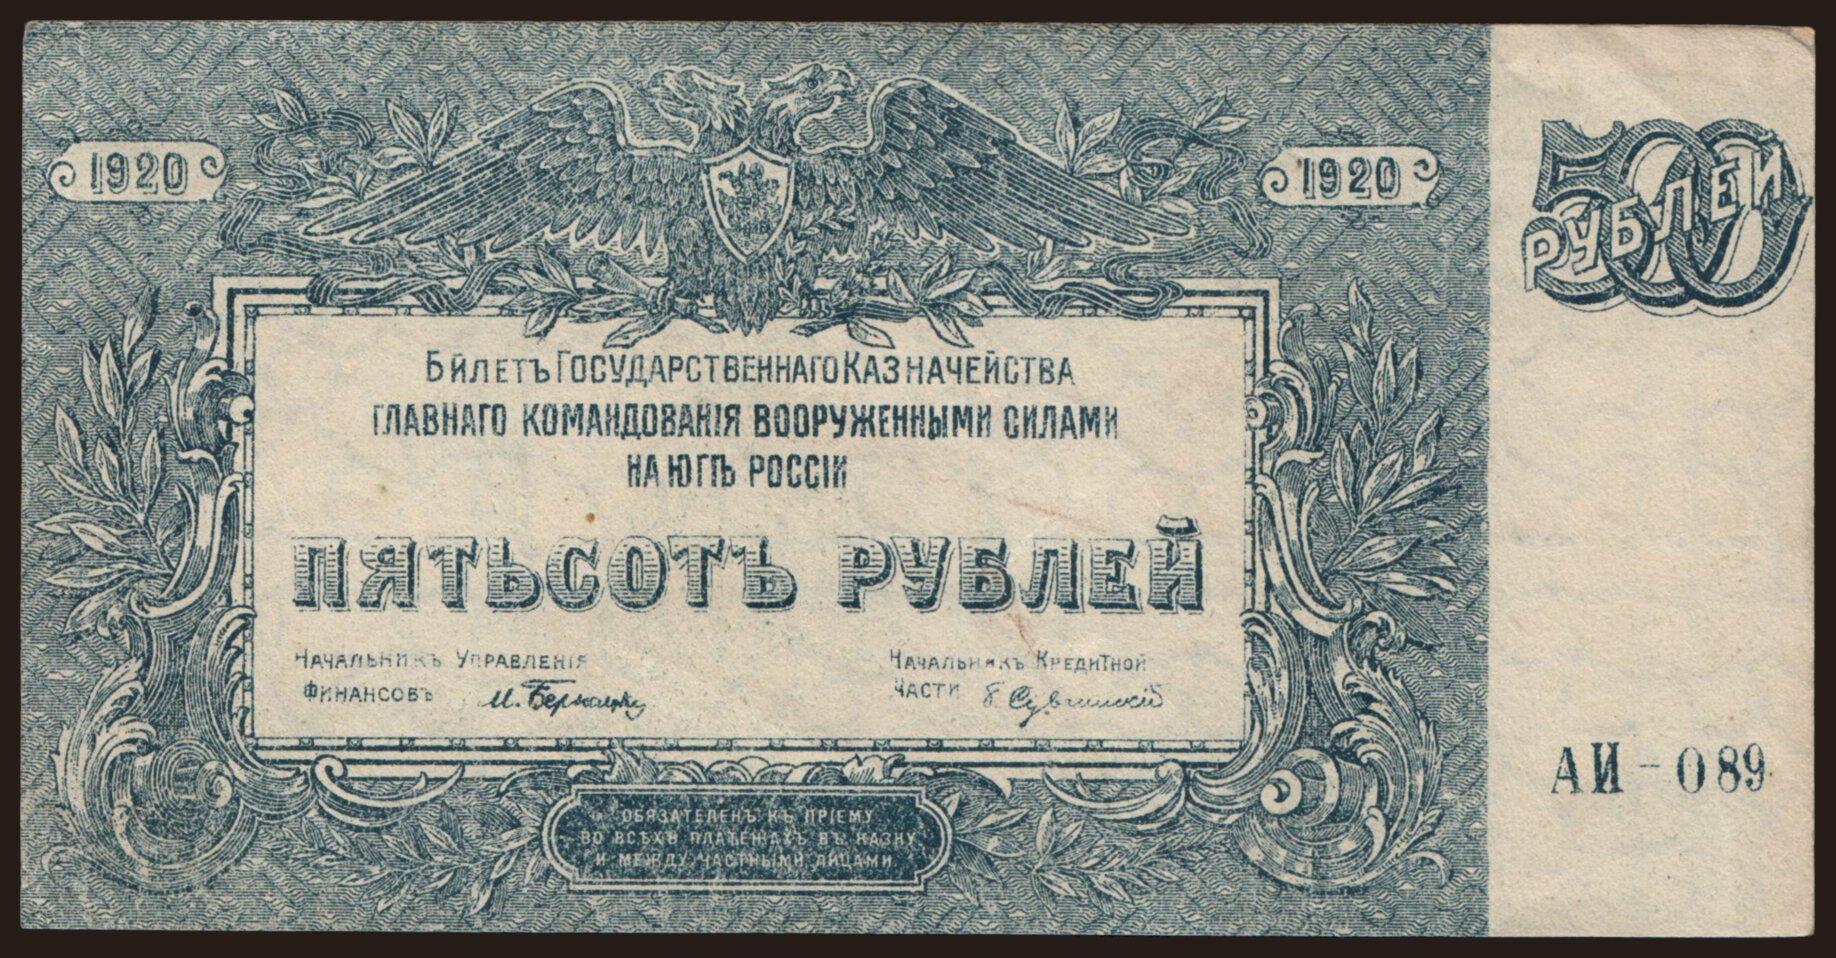 1920
1920
500
РУБЛЕЙ
БИЛЕТЪ ГОСУДАРСТВЕННАГО КАЗНАЧЕЙСТВА
ГЛАВНАГО КОМАНДОВАНІЯ ВООРУЖЕННЫМИ СИЛАМИ
НА ЮГѢ РОССІИ
ПЯТЬСОТЪ РУБЛЕЙ
НАЧАЛЬНИКЪ УПРАВЛЕНІЯ
ФИНАНСОВЪ
НАЧАЛЬНИКЪ КРЕДИТНОЙ
ЧАСТИ
АИ-089
ОБЯЗАТЕЛЕНЪ КЪ ПРІЕМУ
ВО ВСѢХЪ ПЛАТЕЖАХЪ ВЪ КАЗНУ
И МЕЖДУ ЧАСТНЫМИ ЛИЦАМИ